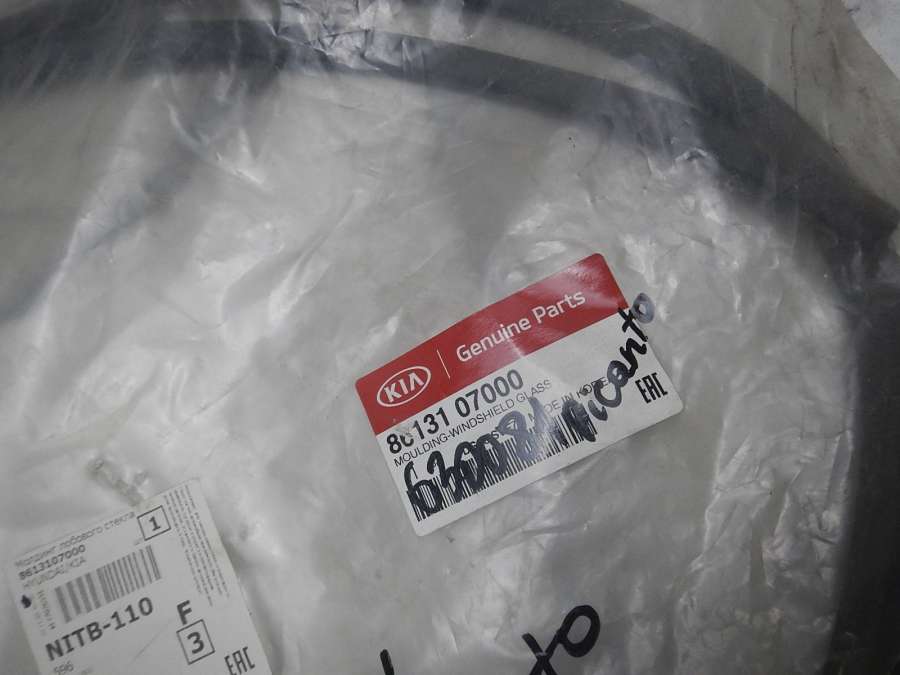 KIA | Genuine Parts
86131 07000
MOULDING-WINDSHIELD GLASS
MADE IN KOREA
picanto
EAC
Молдинг лобового стекла
1
8613107000
HYUNDAI/KIA
NITB-110
F
3
596
EAC